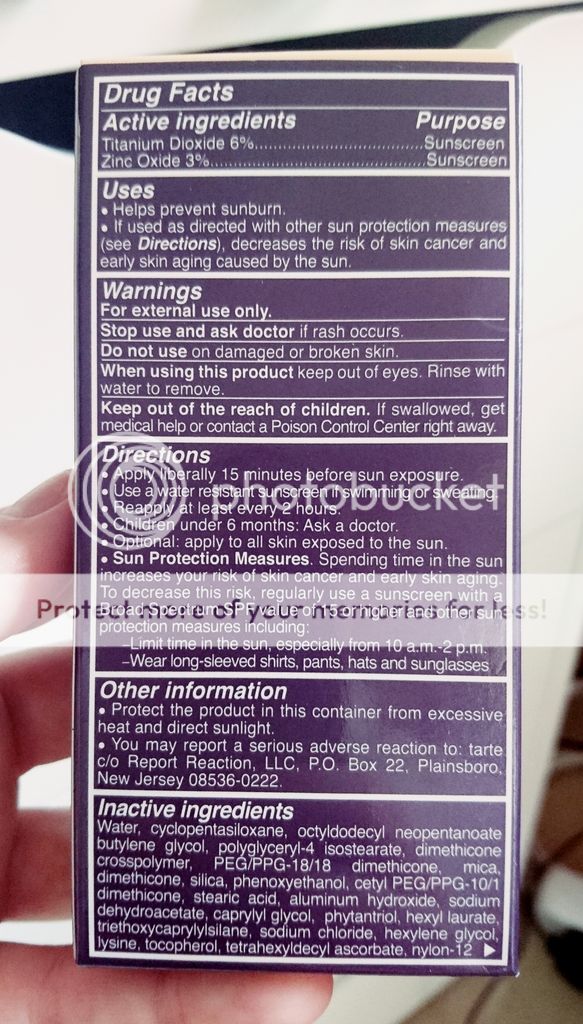 Drug Facts
Active ingredients Purpose
Titanium Dioxide 6%......................................Sunscreen
Zinc Oxide 3%................................................Sunscreen
Uses
• Helps prevent sunburn.
• If used as directed with other sun protection measures
(see Directions), decreases the risk of skin cancer and
early skin aging caused by the sun.
Warnings
For external use only.
Stop use and ask doctor if rash occurs.
Do not use on damaged or broken skin.
When using this product keep out of eyes. Rinse with
water to remove.
Keep out of the reach of children. If swallowed, get
medical help or contact a Poison Control Center right away.
Directions
• Apply liberally 15 minutes before sun exposure.
• Use a water resistant sunscreen if swimming or sweating.
• Reapply at least every 2 hours.
photobucket
• Children under 6 months: Ask a doctor.
• Optional: apply to all skin exposed to the sun.
• Sun Protection Measures. Spending time in the sun
increases your risk of skin cancer and early skin aging.
To decrease this risk, regularly use a sunscreen with a
Broad Spectrum SPF value of 15 or higher and other sun
protection measures including:
Protect more of your memories for less!
–Limit time in the sun, especially from 10 a.m.-2 p.m.
–Wear long-sleeved shirts, pants, hats and sunglasses
Other information
• Protect the product in this container from excessive
heat and direct sunlight.
• You may report a serious adverse reaction to: tarte
c/o Report Reaction, LLC, P.O. Box 22, Plainsboro,
New Jersey 08536-0222.
Inactive ingredients
Water, cyclopentasiloxane, octyldodecyl neopentanoate
butylene glycol, polyglyceryl-4 isostearate, dimethicone
crosspolymer, PEG/PPG-18/18 dimethicone, mica,
dimethicone, silica, phenoxyethanol, cetyl PEG/PPG-10/1
dimethicone, stearic acid, aluminum hydroxide, sodium
dehydroacetate, caprylyl glycol, phytantriol, hexyl laurate,
triethoxycaprylylsilane, sodium chloride, hexylene glycol,
lysine, tocopherol, tetrahexyldecyl ascorbate, nylon-12